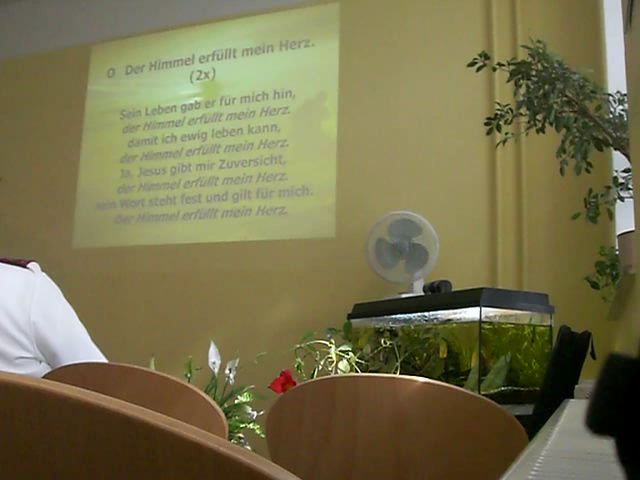 O Der Himmel erfüllt mein Herz.
(2x)
Sein Leben gab er für mich hin,
der Himmel erfüllt mein Herz.
damit ich ewig leben kann,
der Himmel erfüllt mein Herz.
Ja, Jesus gibt mir Zuversicht,
der Himmel erfüllt mein Herz.
sein Wort steht fest und gilt für mich.
Der Himmel erfüllt mein Herz.